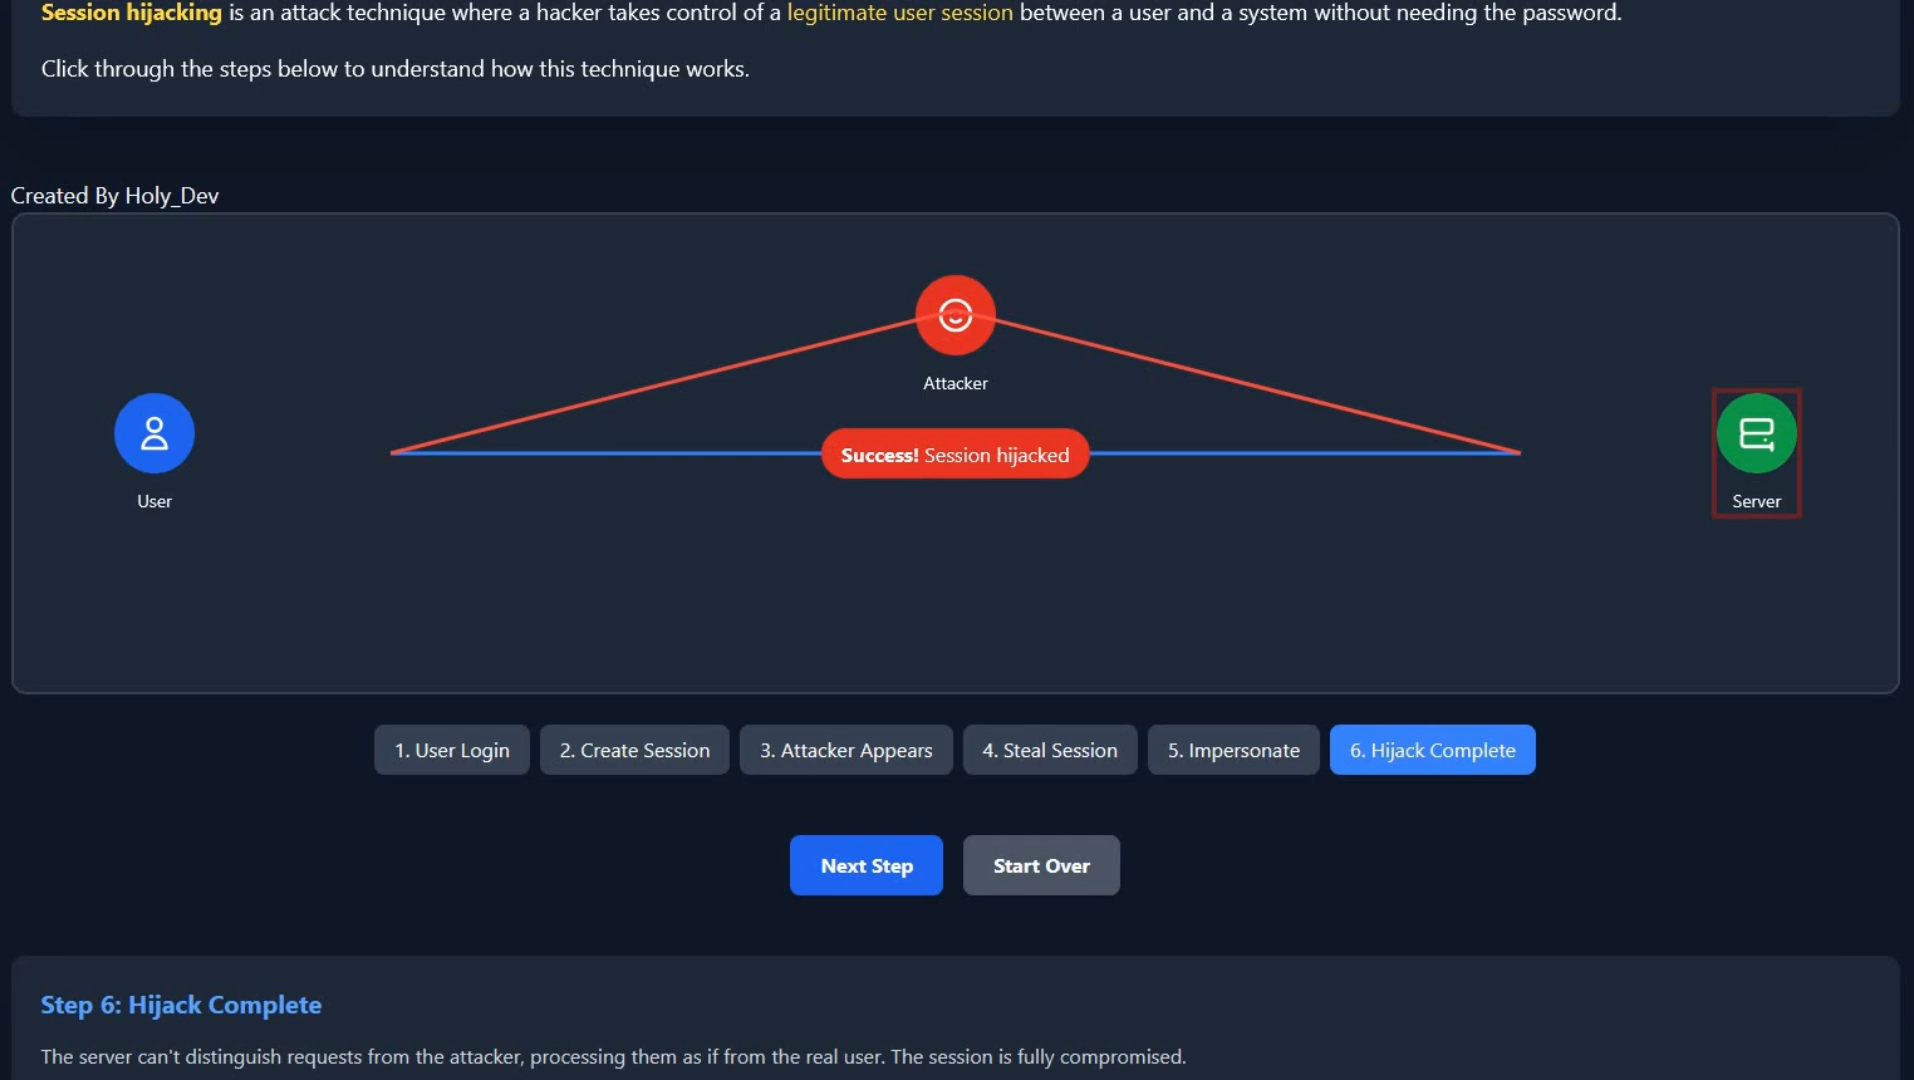 Session hijacking is an attack technique where a hacker takes control of a legitimate user session between a user and a system without needing the password.
Click through the steps below to understand how this technique works.
Created By Holy_Dev
Attacker
Success! Session hijacked
User
Server
1. User Login
2. Create Session
3. Attacker Appears
4. Steal Session
5. Impersonate
6. Hijack Complete
Next Step
Start Over
Step 6: Hijack Complete
The server can't distinguish requests from the attacker, processing them as if from the real user. The session is fully compromised.